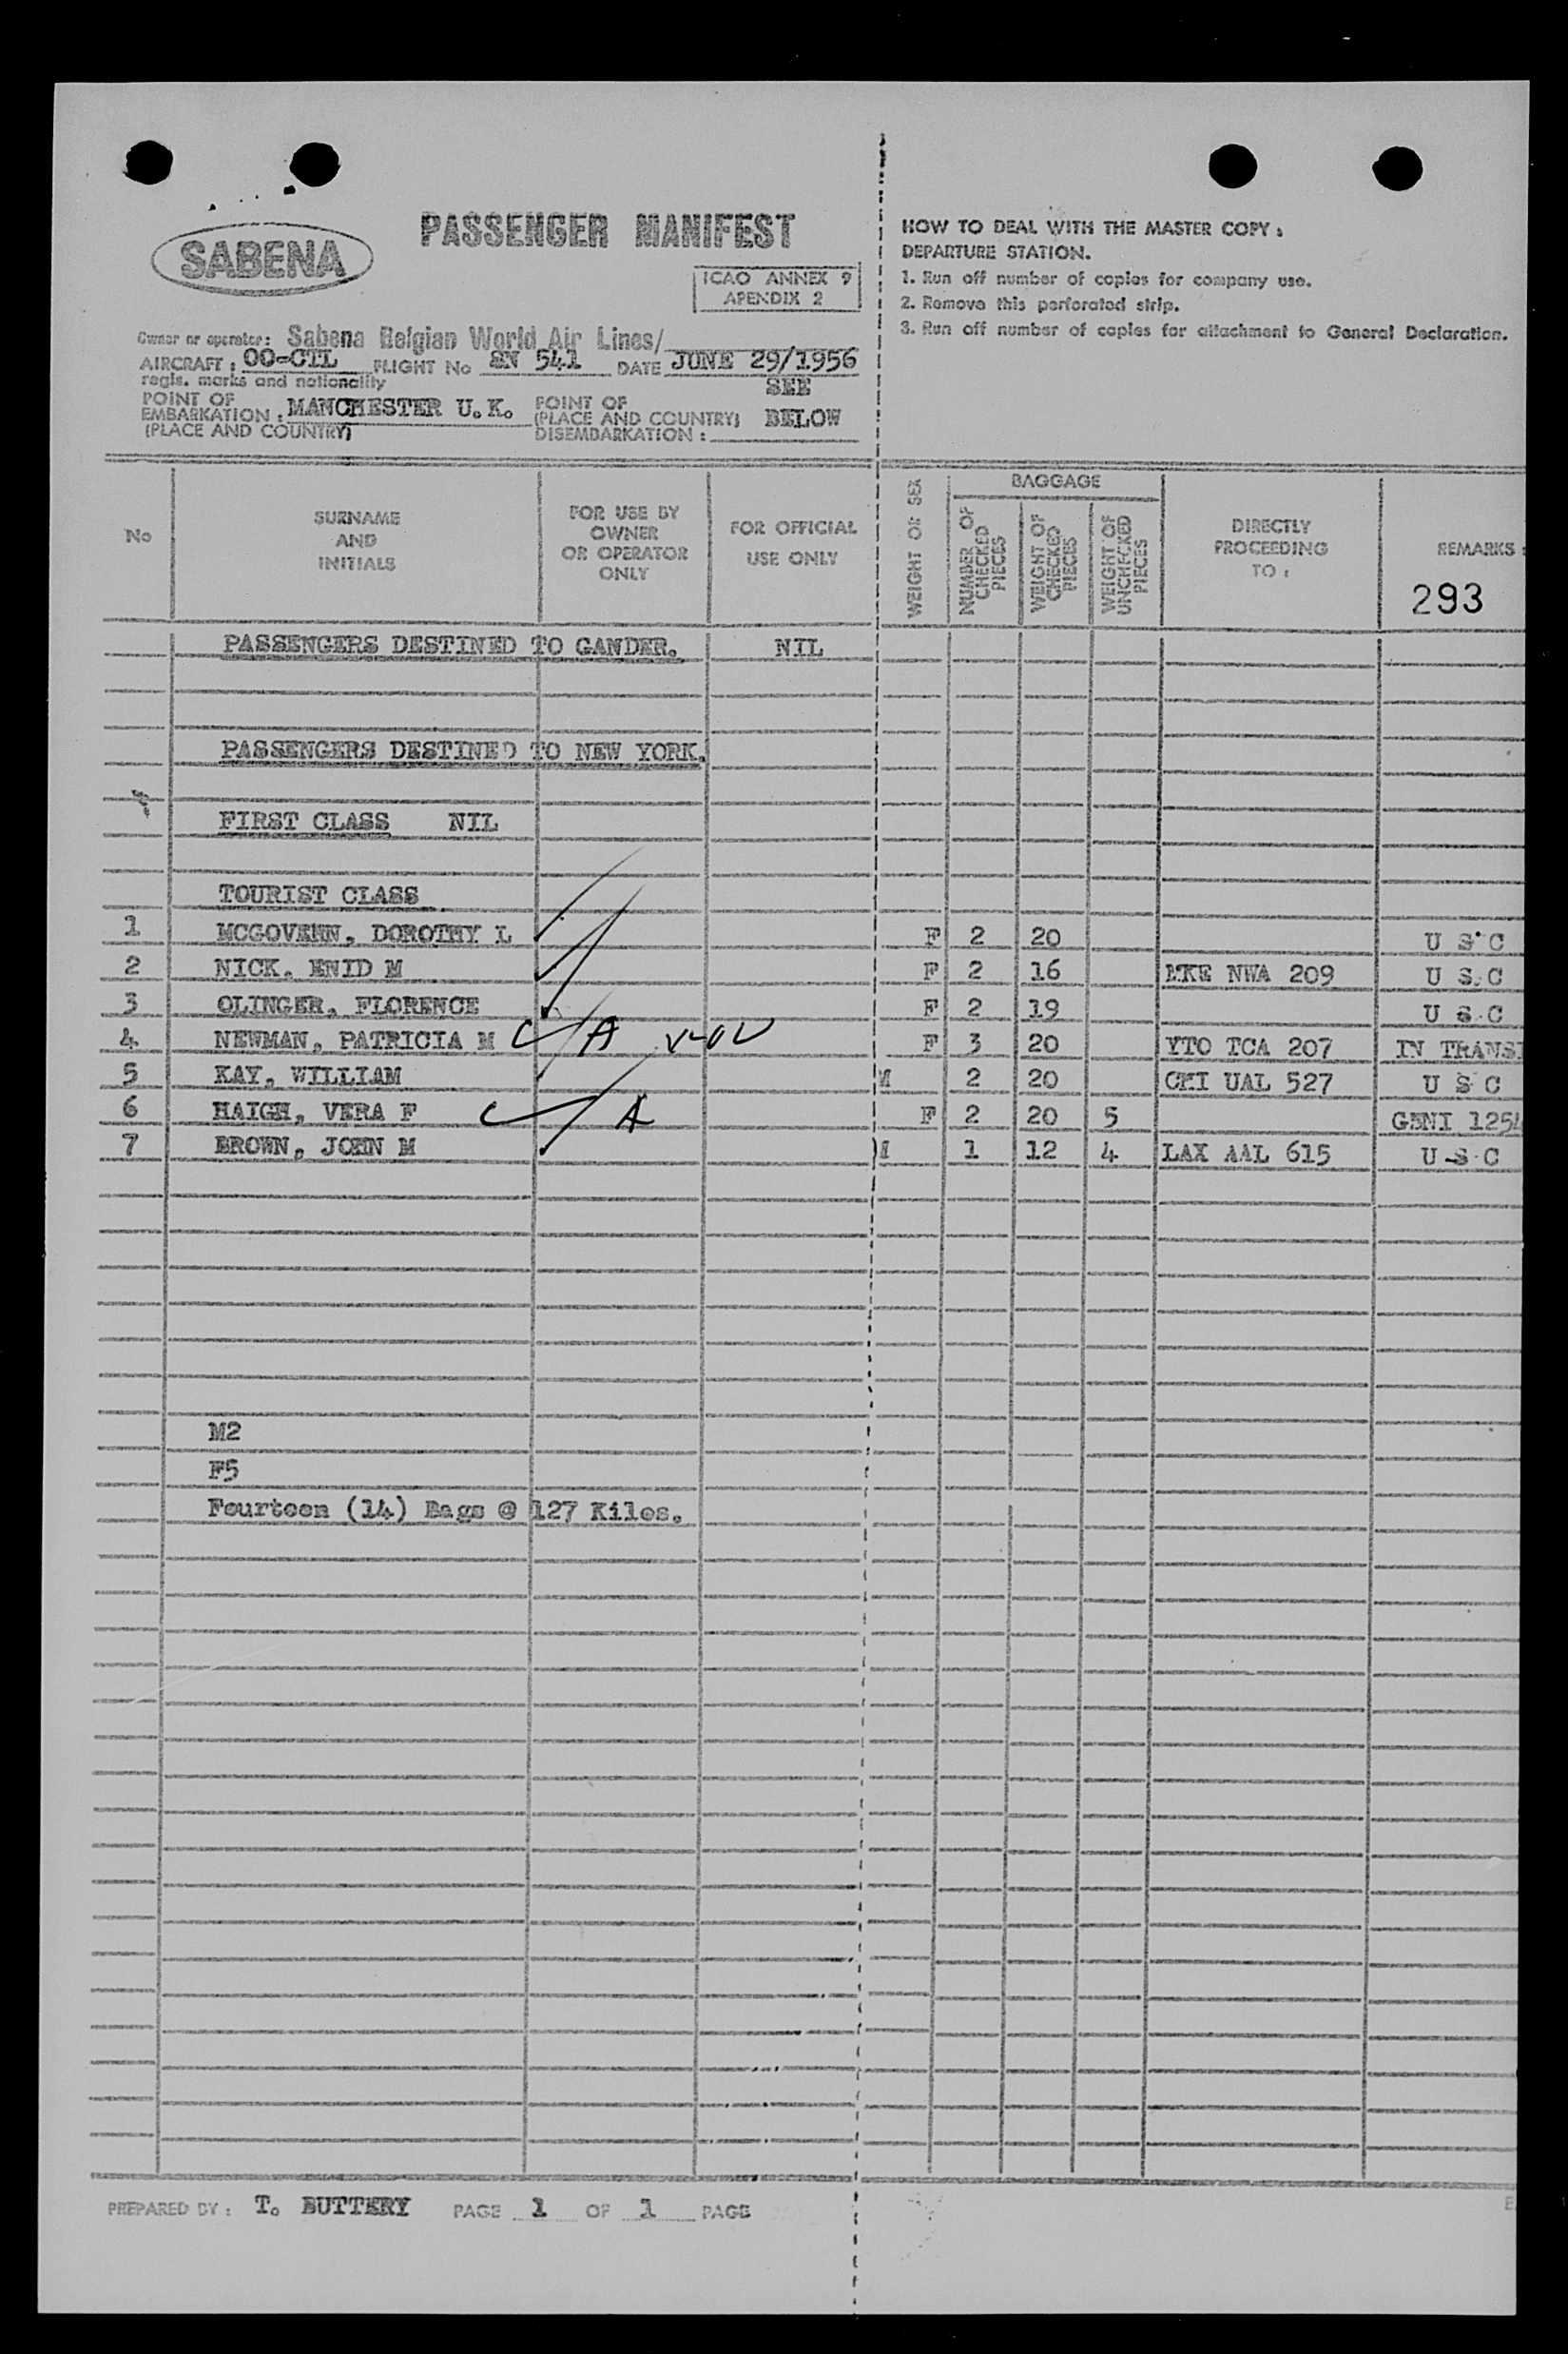 SABENA
PASSENGER MANIFEST
ICAO ANNEX 9
APENDIX 2
HOW TO DEAL WITH THE MASTER COPY :
DEPARTURE STATION.
1. Run off number of copies for company use.
2. Remove this perforated strip.
3. Run off number of copies for attachment to General Declaration.
Owner or operator: Sabena Belgian World Air Lines/
AIRCRAFT : OO-CTL FLIGHT No SN 541 DATE JUNE 29/1956
regis. marks and nationality
SEE
POINT OF EMBARKATION : MANCHESTER U.K. POINT OF (PLACE AND COUNTRY) BELOW
(PLACE AND COUNTRY) DISEMBARKATION :
No
SURNAME AND INITIALS
FOR USE BY OWNER OR OPERATOR ONLY
FOR OFFICIAL USE ONLY
WEIGHT OR SEX
BAGGAGE
NUMBER OF CHECKED PIECES
WEIGHT OF CHECKED PIECES
WEIGHT OF UNCHECKED PIECES
DIRECTLY PROCEEDING TO :
REMARKS :
293
PASSENGERS DESTINED TO GANDER. NIL
PASSENGERS DESTINED TO NEW YORK.
FIRST CLASS NIL
TOURIST CLASS
1 MCGOVERN, DOROTHY L F 2 20 U S C
2 NICK, ENID M F 2 16 MKE NWA 209 U S C
3 OLINGER, FLORENCE F 2 19 U S C
4 NEWMAN, PATRICIA M A F 3 20 YTO TCA 207 IN TRANSI
5 KAY, WILLIAM M 2 20 CMI UAL 527 U S C
6 HAIGH, VERA F A F 2 20 5 GBNI 1254
7 BROWN, JOHN M M 1 12 4 LAX AAL 615 U S C
M2
F5
Fourteen (14) Bags @ 127 Kilos.
PREPARED BY : T. BUTTERY PAGE 1 OF 1 PAGE